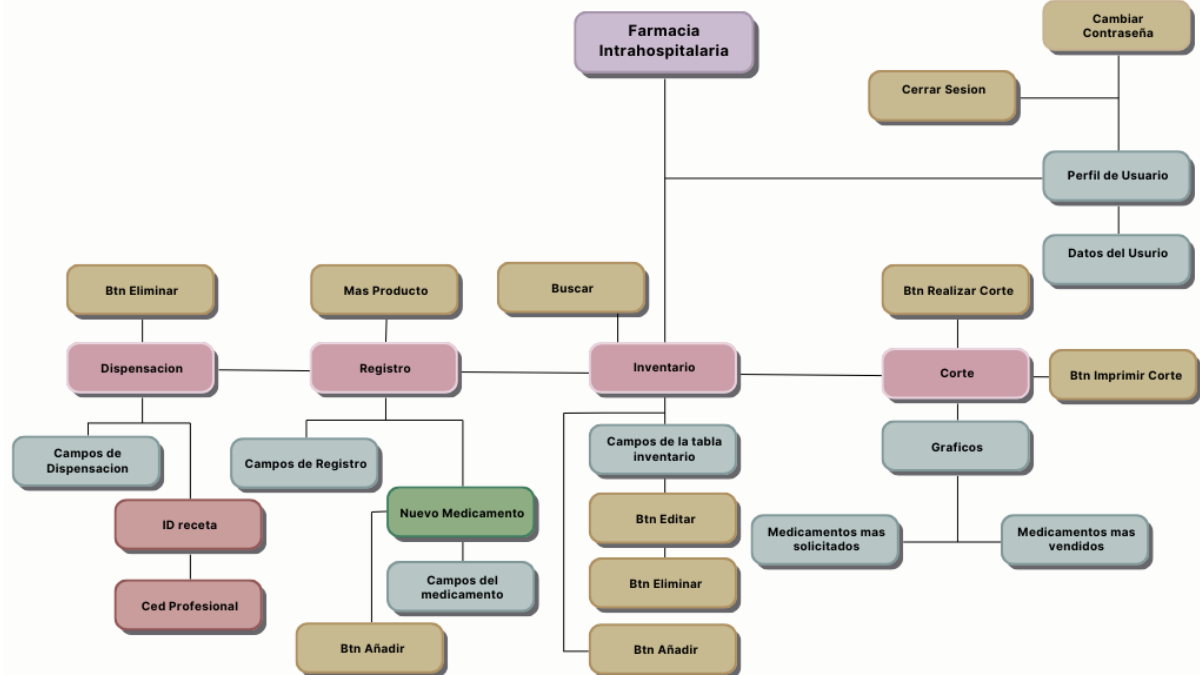 Cambiar
Contraseña
Farmacia
Intrahospitalaria
Cerrar Sesion
Perfil de Usuario
Datos del Usurio
Btn Eliminar
Mas Producto
Buscar
Btn Realizar Corte
Dispensacion
Registro
Inventario
Corte
Btn Imprimir Corte
Campos de
Dispensacion
Campos de Registro
Campos de la tabla
inventario
Graficos
ID receta
Nuevo Medicamento
Btn Editar
Medicamentos mas
solicitados
Medicamentos mas
vendidos
Ced Profesional
Campos del
medicamento
Btn Eliminar
Btn Añadir
Btn Añadir